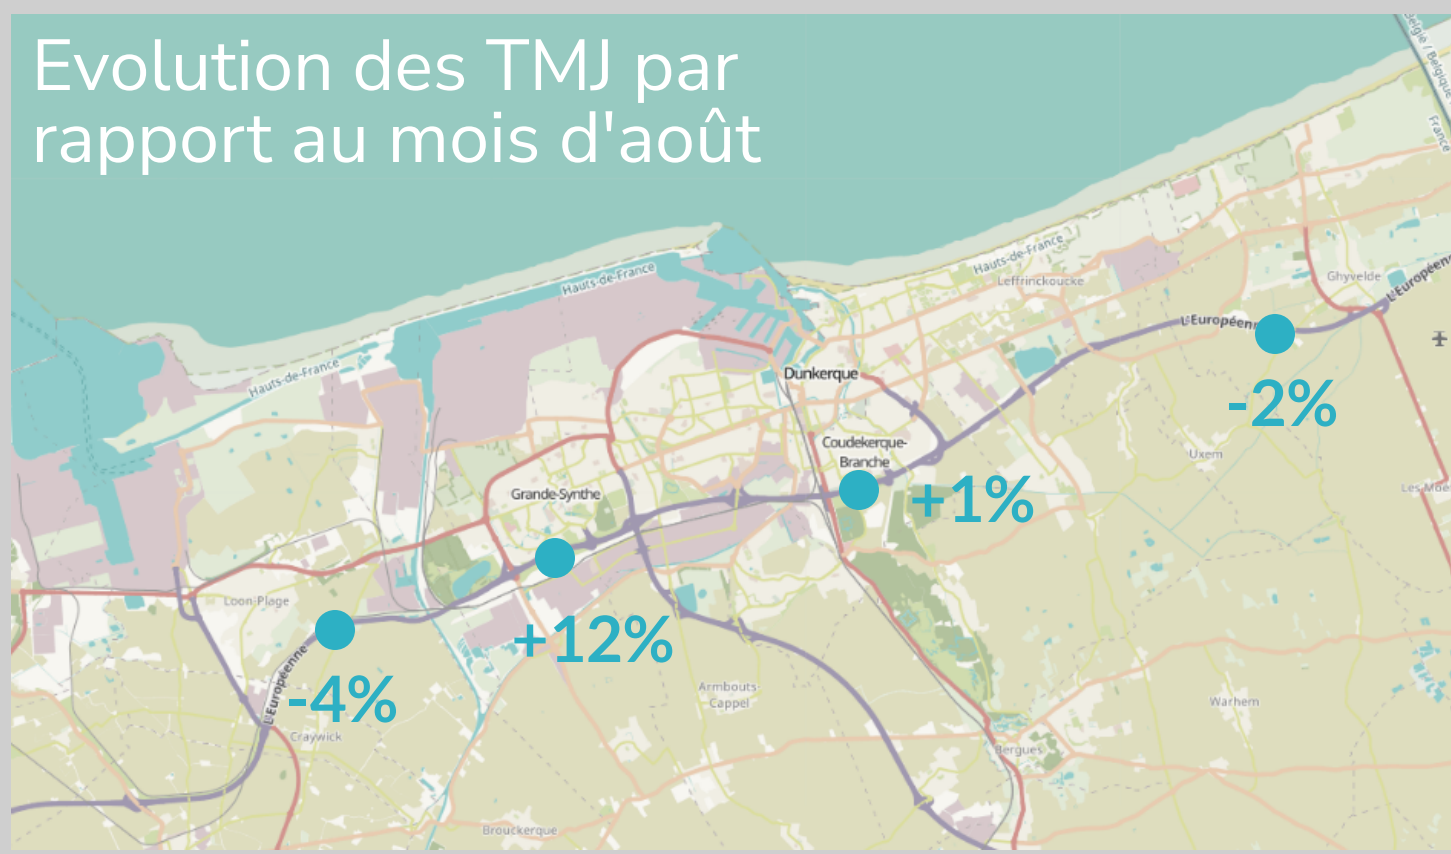 Evolution des TMJ par
rapport au mois d'août
België / Belgique
France
Hauts-de-France
Hauts-de-France
Leffrinckoucke
Ghyvelde
L'Européenne
L'Européenne
Hauts-de-France
Dunkerque
-2%
Coudekerque-
Branche
Uxem
Grande-Synthe
+1%
Loon-Plage
+12%
L'Européenne
-4%
Armbouts-
Cappel
Warhem
Craywick
Bergues
Brouckerque